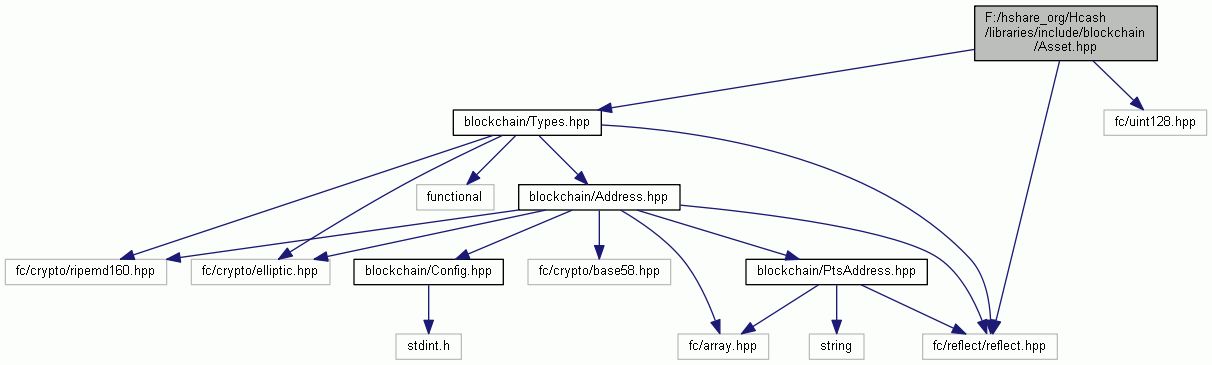 F:/hshare_org/Hcash
/libraries/include/blockchain
/Asset.hpp
blockchain/Types.hpp
fc/uint128.hpp
functional
blockchain/Address.hpp
fc/crypto/ripemd160.hpp
fc/crypto/elliptic.hpp
blockchain/Config.hpp
fc/crypto/base58.hpp
blockchain/PtsAddress.hpp
stdint.h
fc/array.hpp
string
fc/reflect/reflect.hpp